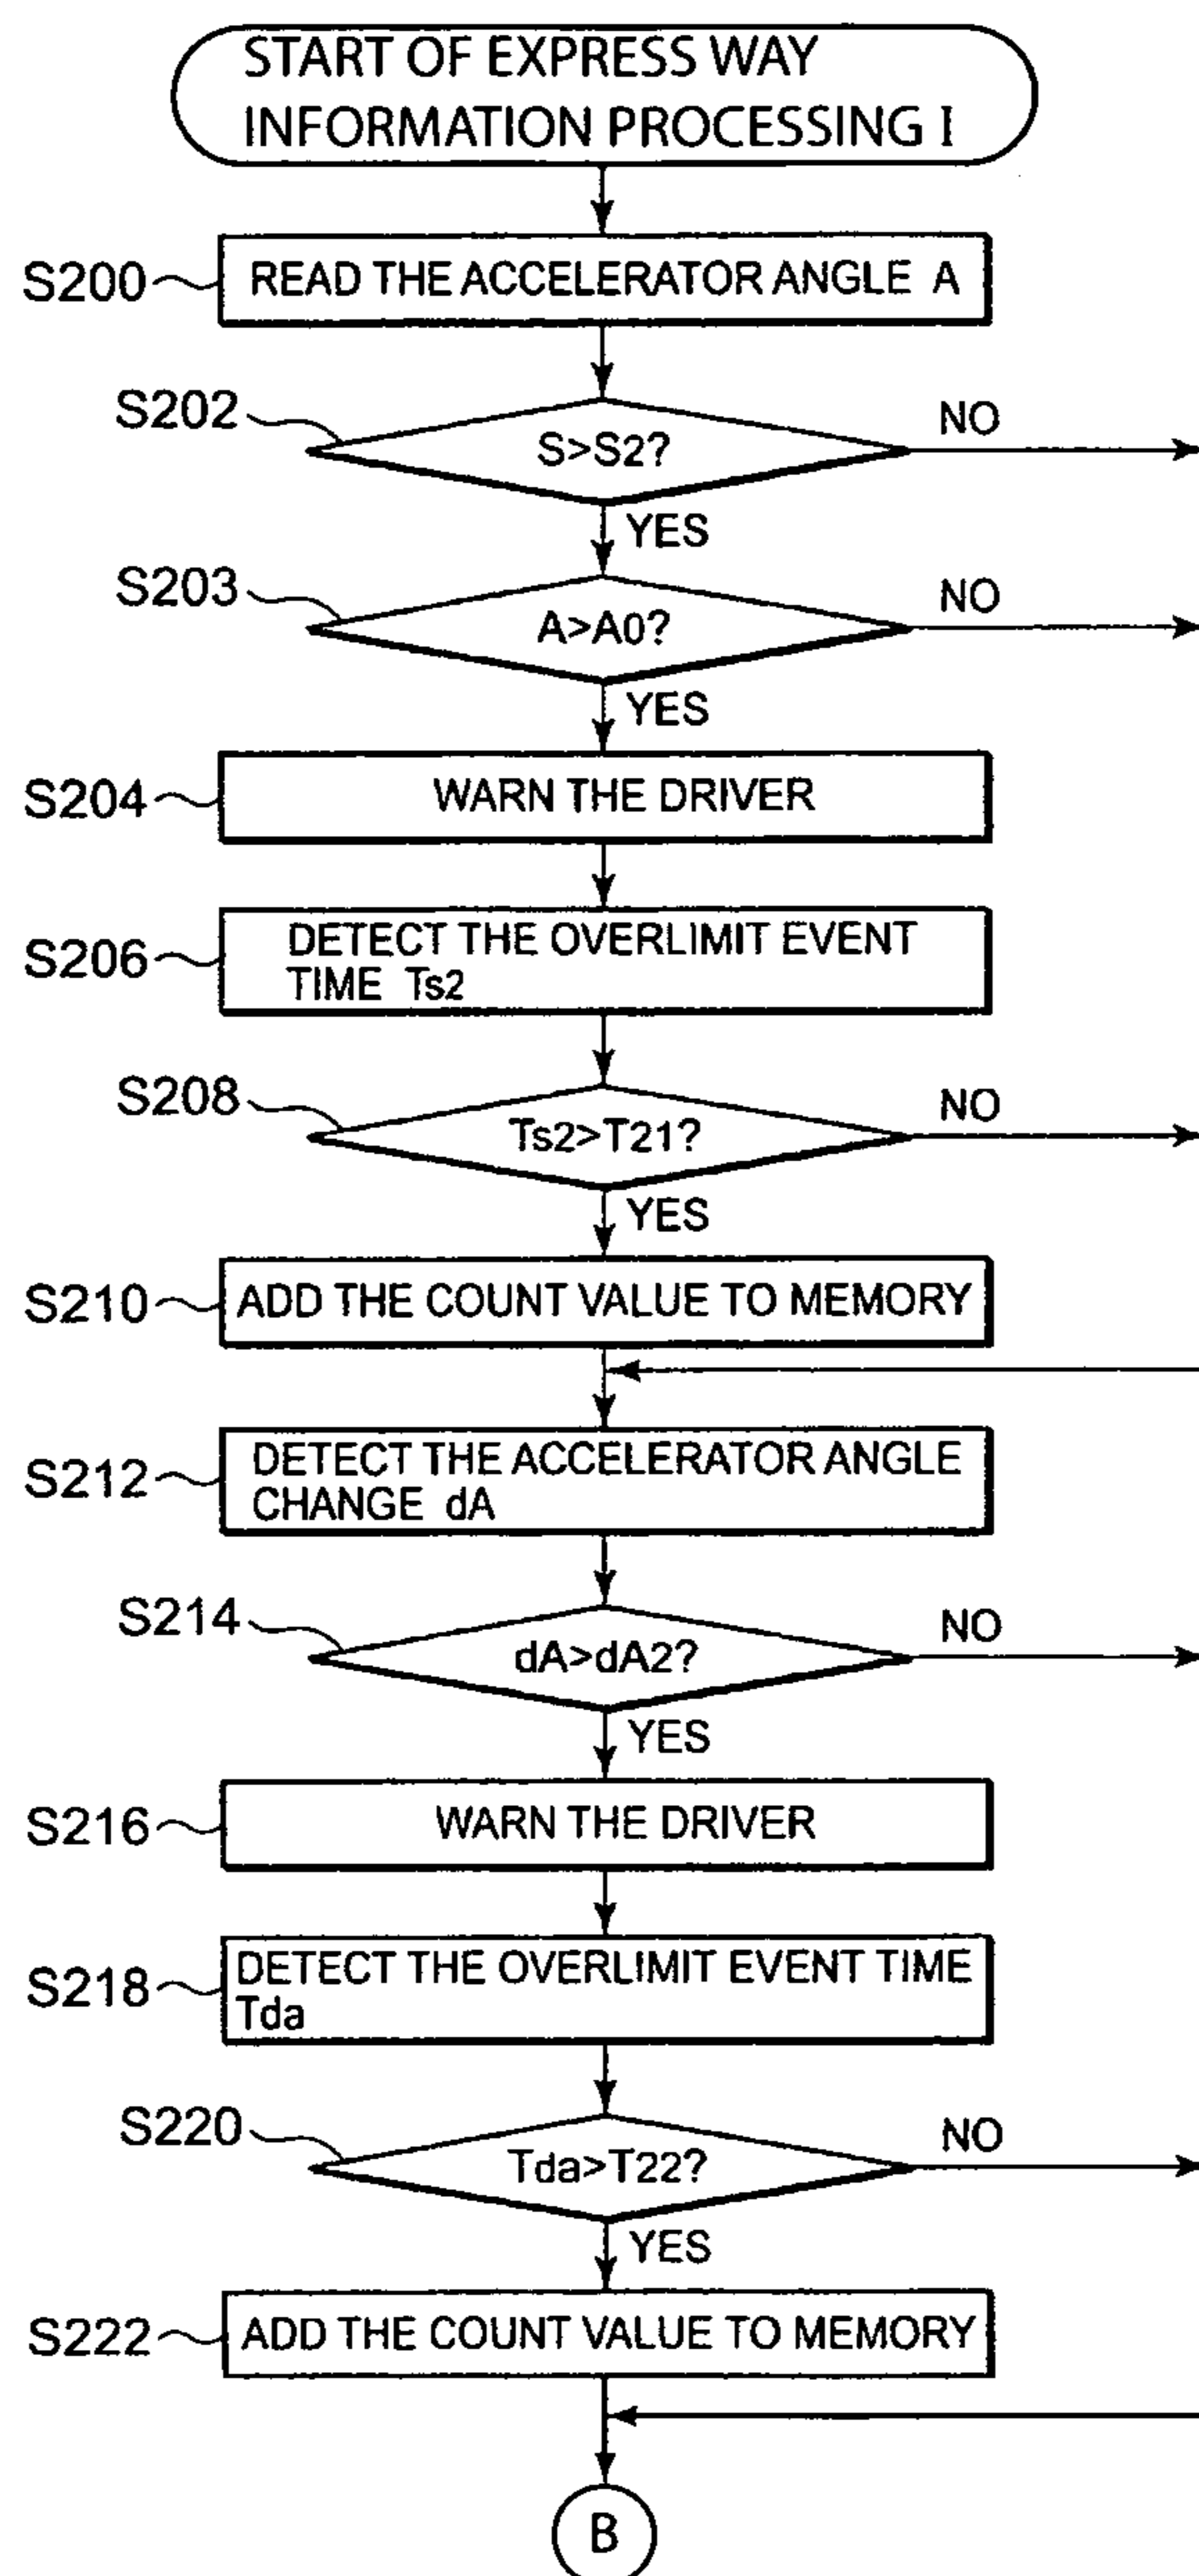 START OF EXPRESS WAY
INFORMATION PROCESSING I
S200
READ THE ACCELERATOR ANGLE A
S202
S>S2?
NO
YES
S203
A>A0?
NO
YES
S204
WARN THE DRIVER
S206
DETECT THE OVERLIMIT EVENT
TIME Ts2
S208
Ts2>T21?
NO
YES
S210
ADD THE COUNT VALUE TO MEMORY
S212
DETECT THE ACCELERATOR ANGLE
CHANGE dA
S214
dA>dA2?
NO
YES
S216
WARN THE DRIVER
S218
DETECT THE OVERLIMIT EVENT TIME
Tda
S220
Tda>T22?
NO
YES
S222
ADD THE COUNT VALUE TO MEMORY
B